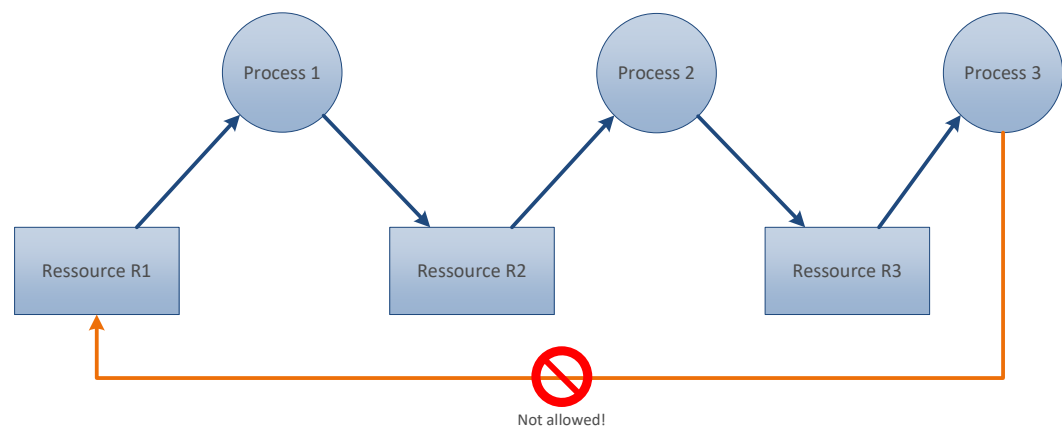 Process 1
Process 2
Process 3
Ressource R1
Ressource R2
Ressource R3
Not allowed!